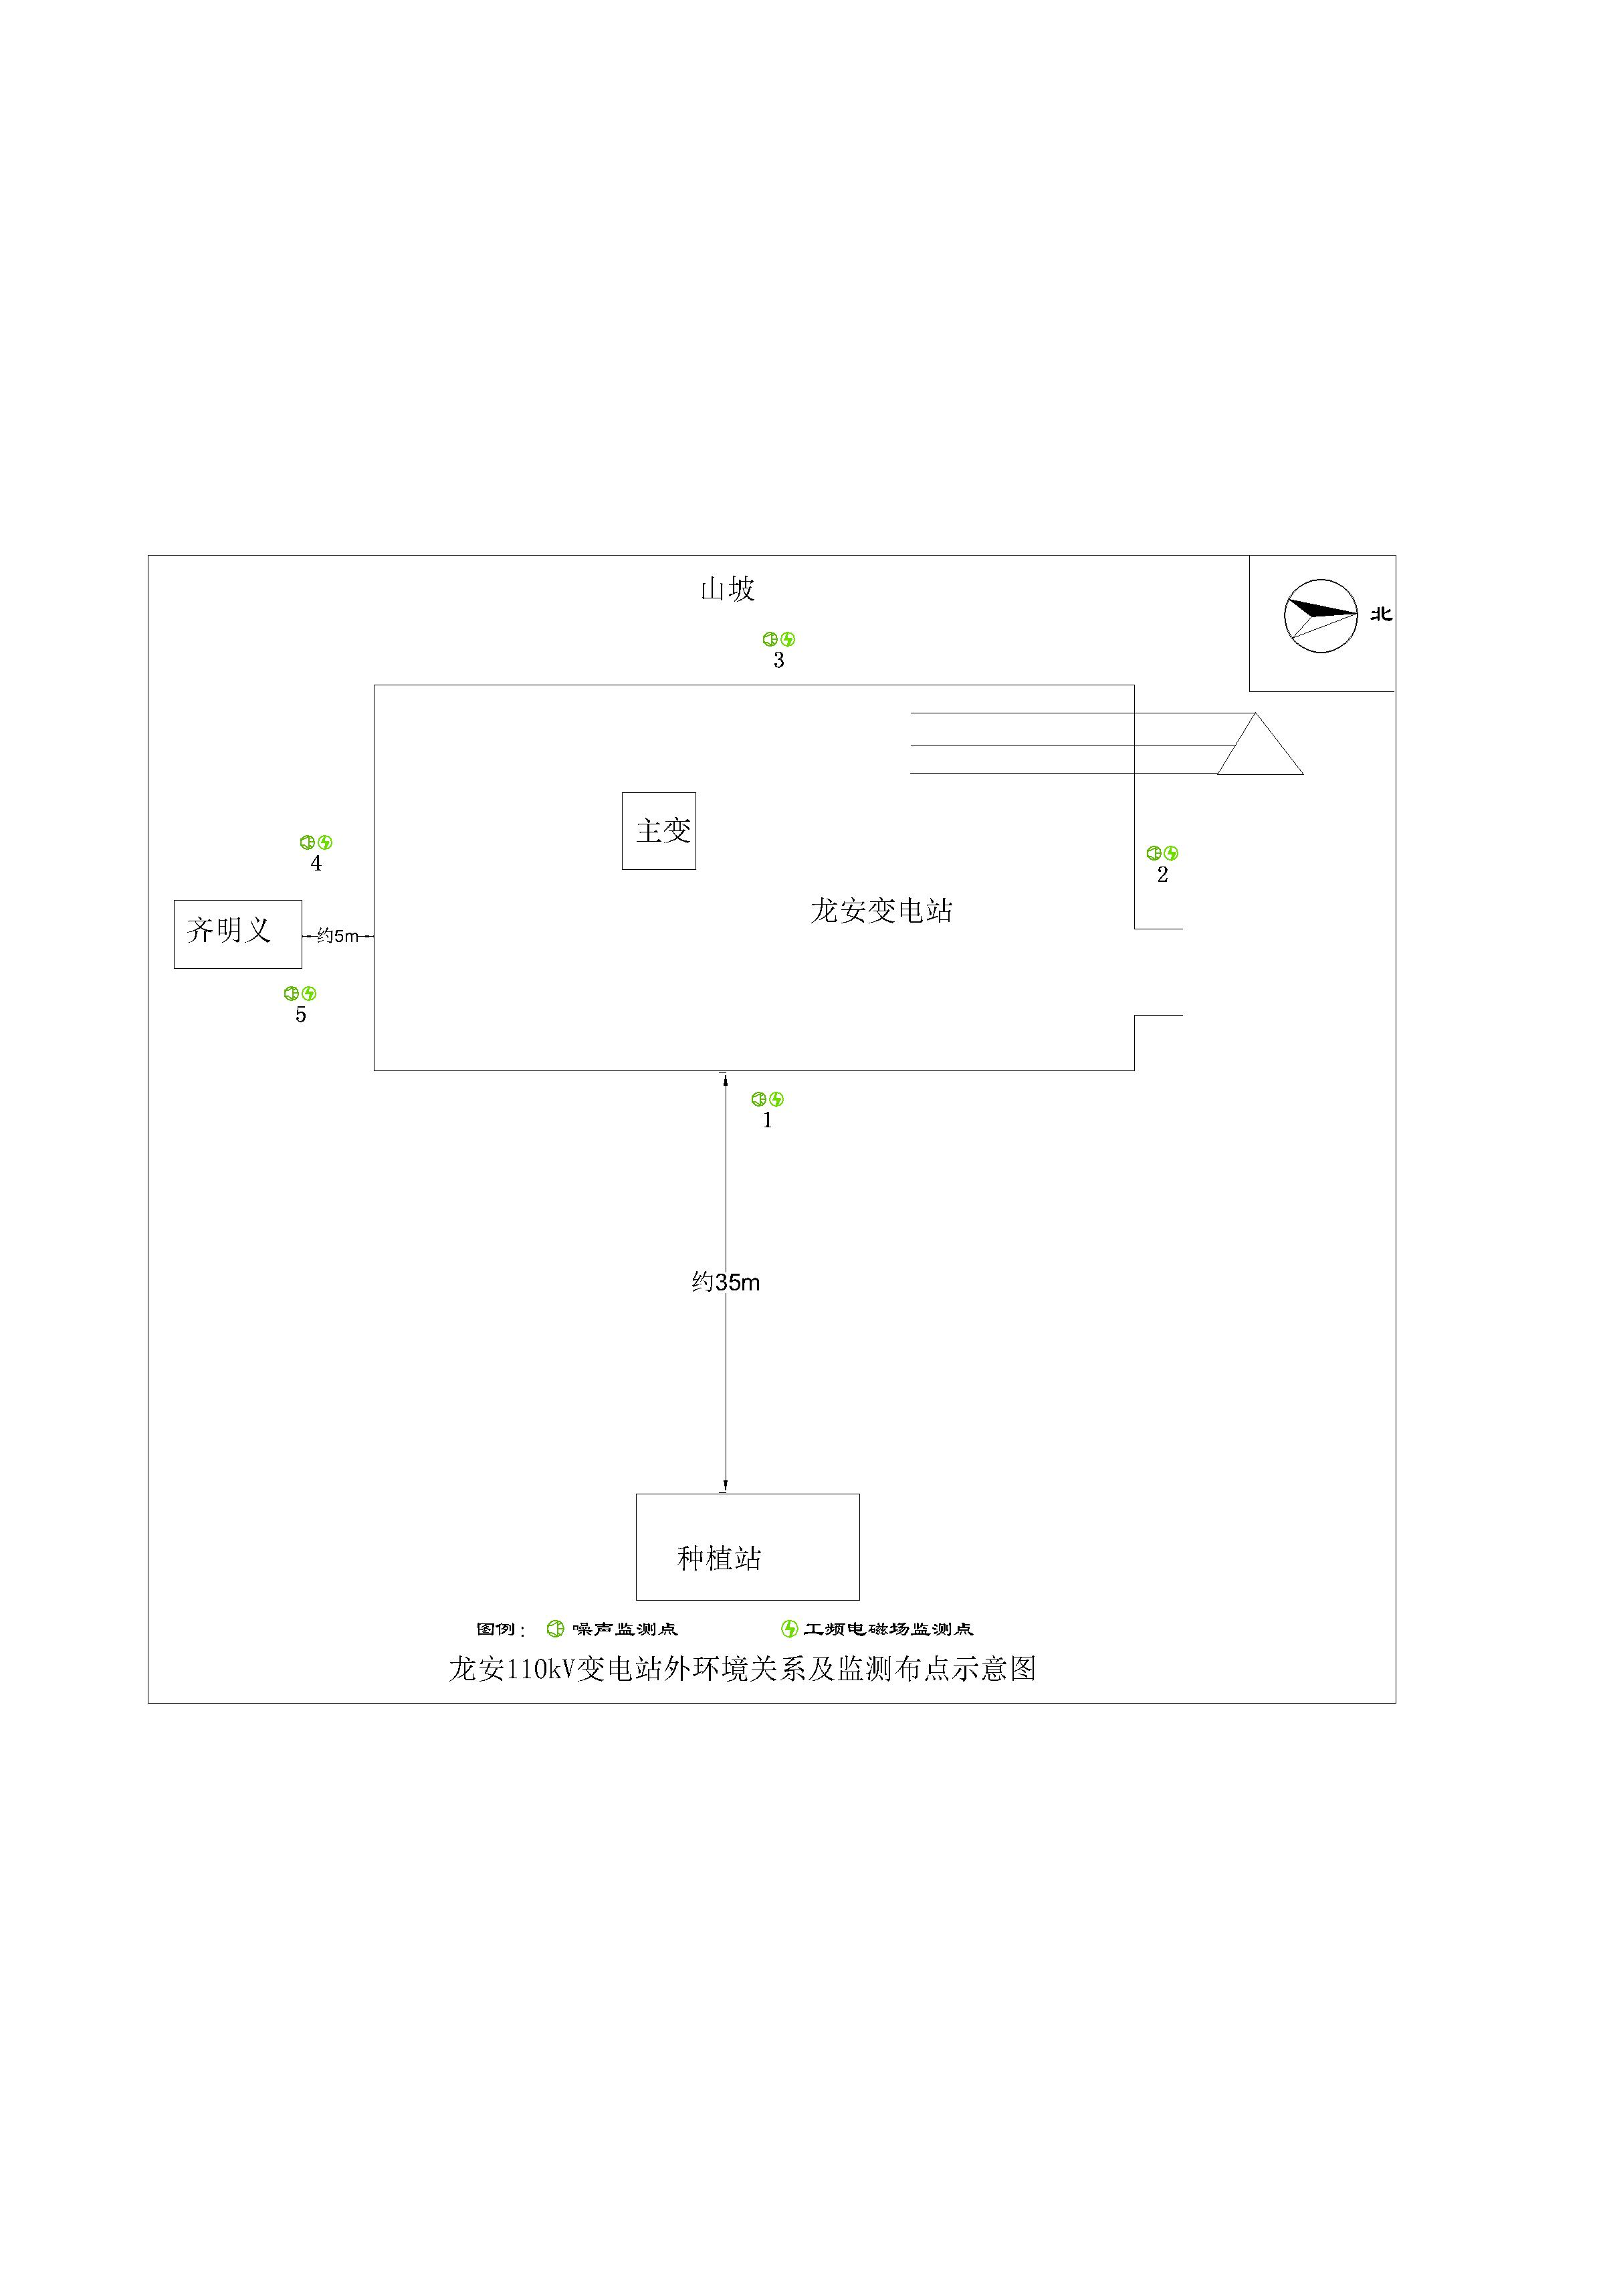 山坡
北
3
主变
4
2
龙安变电站
齐明义
约5m
5
1
约35m
种植站
图例： 噪声监测点 工频电磁场监测点
龙安110kV变电站外环境关系及监测布点示意图